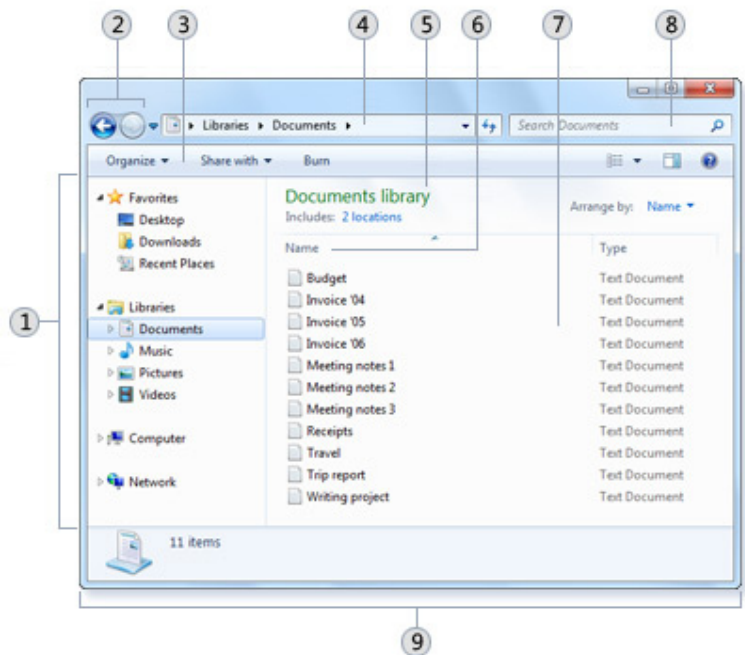 2 3 4 5 6 7 8
Libraries Documents Search Documents
Organize Share with Burn
Favorites
Desktop
Downloads
Recent Places
Libraries
Documents
Music
Pictures
Videos
Computer
Network
1
Documents library
Includes: 2 locations
Arrange by: Name
Name Type
Budget Text Document
Invoice '04 Text Document
Invoice '05 Text Document
Invoice '06 Text Document
Meeting notes 1 Text Document
Meeting notes 2 Text Document
Meeting notes 3 Text Document
Receipts Text Document
Travel Text Document
Trip report Text Document
Writing project Text Document
11 items
9